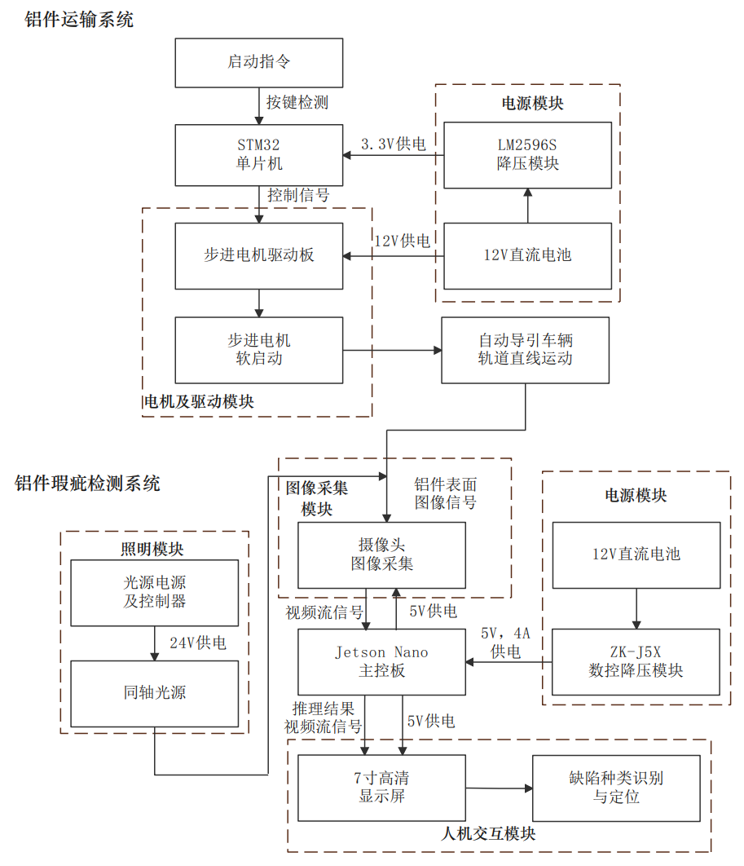 铝件运输系统
启动指令
按键检测
电源模块
STM32
单片机
3.3V供电
LM2596S
降压模块
控制信号
步进电机驱动板
12V供电
12V直流电池
步进电机
软启动
自动导引车辆
轨道直线运动
电机及驱动模块
铝件瑕疵检测系统
图像采集
模块
铝件表面
图像信号
电源模块
照明模块
摄像头
图像采集
12V直流电池
光源电源
及控制器
视频流信号
5V供电
24V供电
Jetson Nano
主控板
5V，4A
供电
ZK-J5X
数控降压模块
同轴光源
推理结果
视频流信号
5V供电
7寸高清
显示屏
缺陷种类识别
与定位
人机交互模块